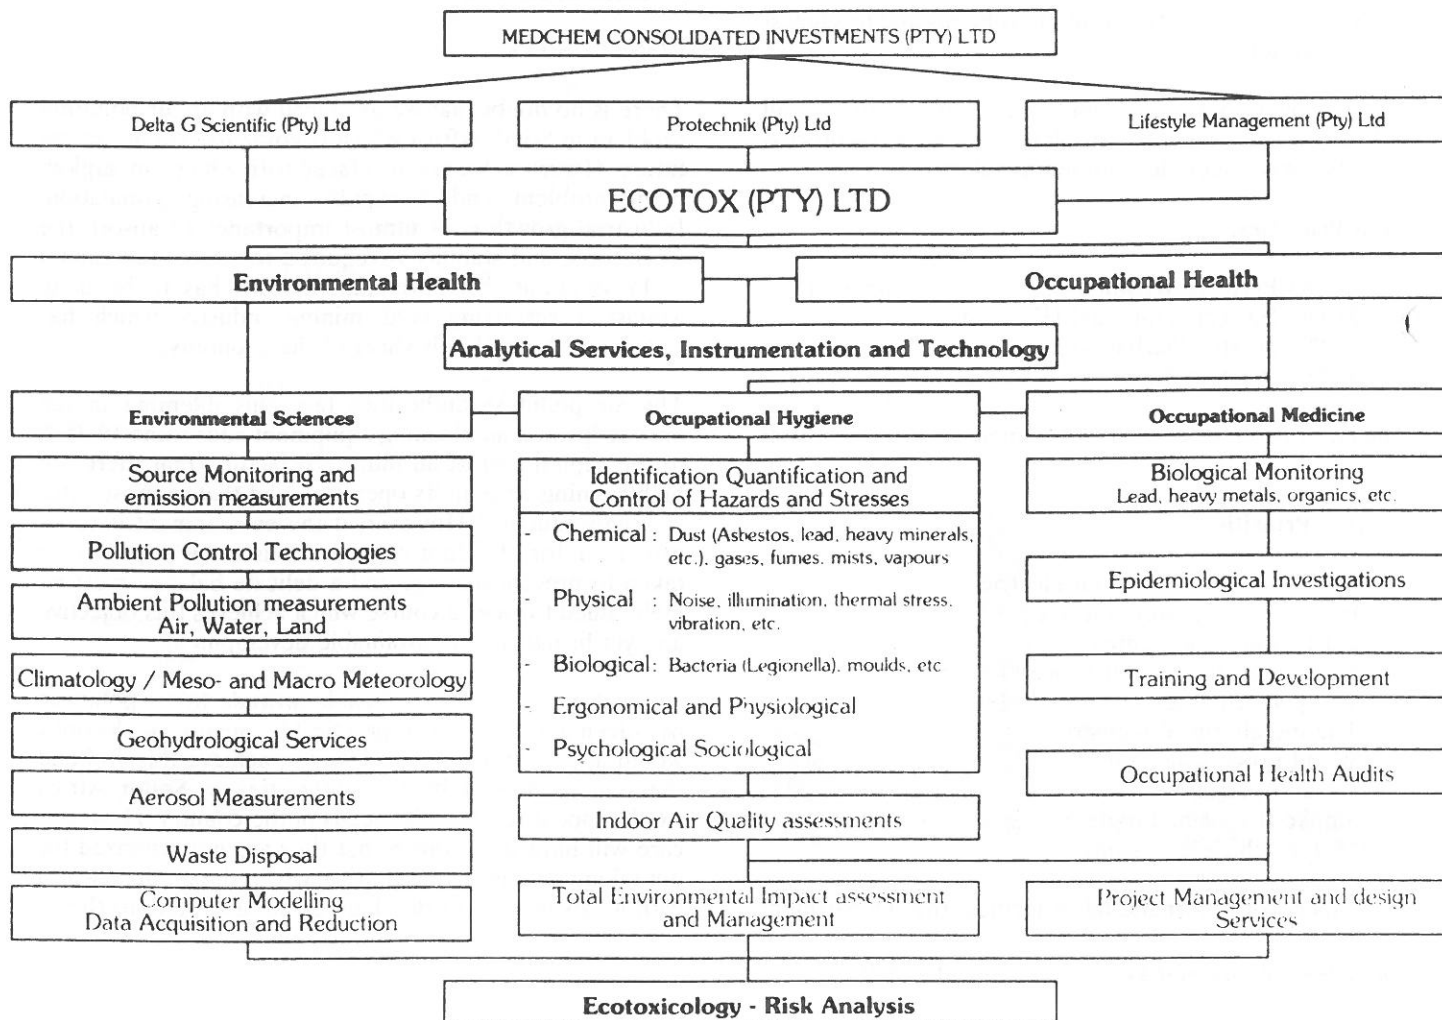 MEDCHEM CONSOLIDATED INVESTMENTS (PTY) LTD
Delta G Scientific (Pty) Ltd
Protechnik (Pty) Ltd
Lifestyle Management (Pty) Ltd
ECOTOX (PTY) LTD
Environmental Health
Occupational Health
Analytical Services, Instrumentation and Technology
Environmental Sciences
Source Monitoring and
emission measurements
Pollution Control Technologies
Ambient Pollution measurements
Air, Water, Land
Climatology / Meso- and Macro Meteorology
Geohydrological Services
Aerosol Measurements
Waste Disposal
Computer Modelling
Data Acquisition and Reduction
Occupational Hygiene
Identification Quantification and
Control of Hazards and Stresses
- Chemical : Dust (Asbestos, lead, heavy minerals,
etc.). gases, fumes. mists, vapours
- Physical : Noise, illumination, thermal stress.
vibration, etc.
- Biological : Bacteria (Legionella). moulds, etc
- Ergonomical and Physiological
- Psychological Sociological
Indoor Air Quality assessments
Total Environmental Impact assessment
and Management
Occupational Medicine
Biological Monitoring
Lead, heavy metals, organics, etc.
Epidemiological Investigations
Training and Development
Occupational Health Audits
Project Management and design
Services
Ecotoxicology - Risk Analysis